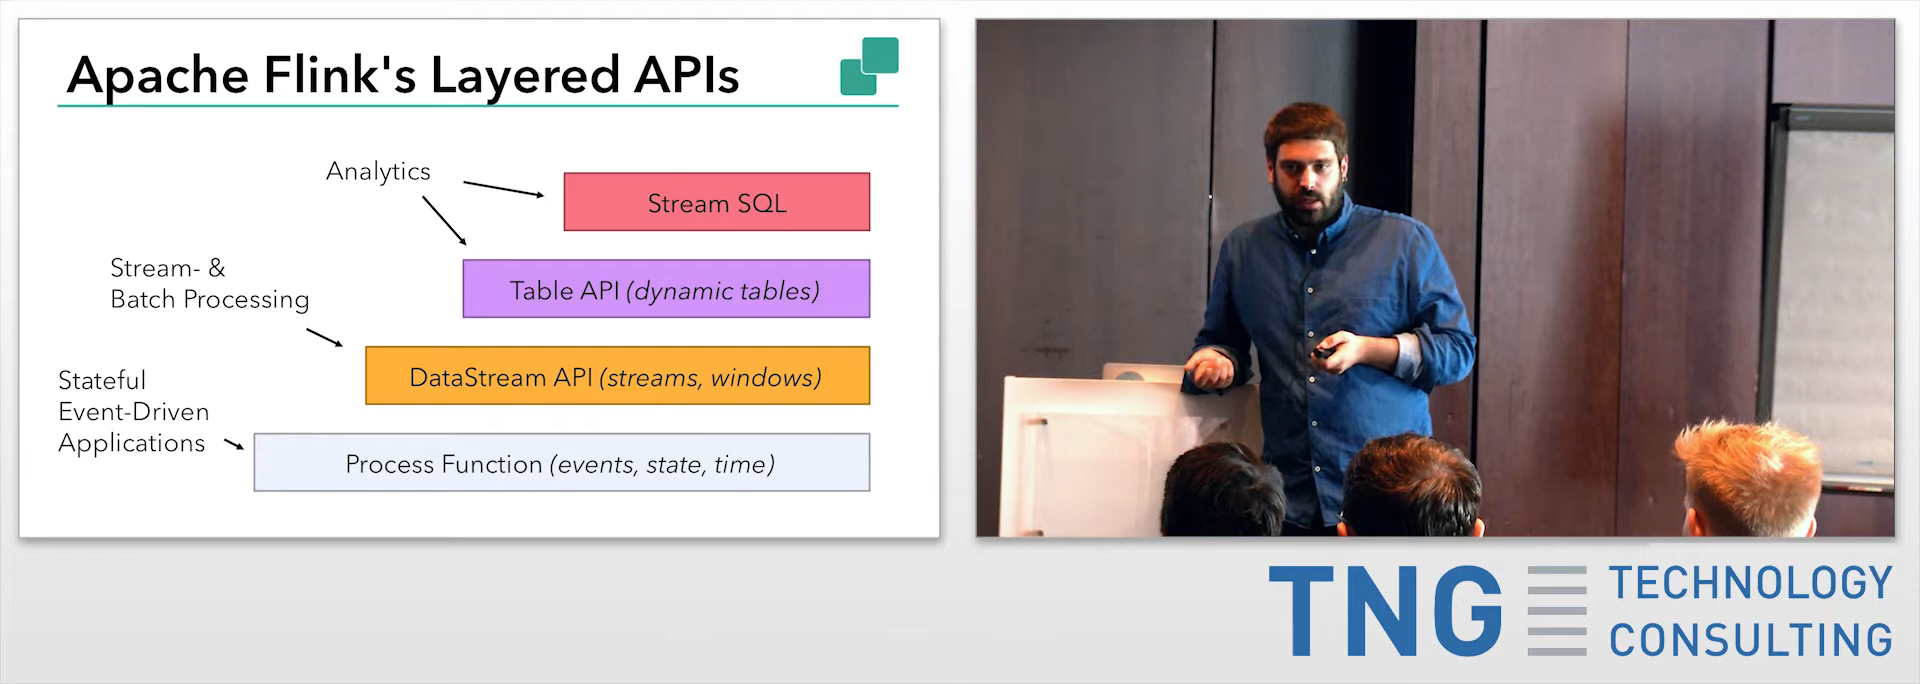 Apache Flink's Layered APIs
Analytics
Stream SQL
Stream- &
Batch Processing
Table API (dynamic tables)
DataStream API (streams, windows)
Stateful
Event-Driven
Applications
Process Function (events, state, time)
TNG
TECHNOLOGY
CONSULTING